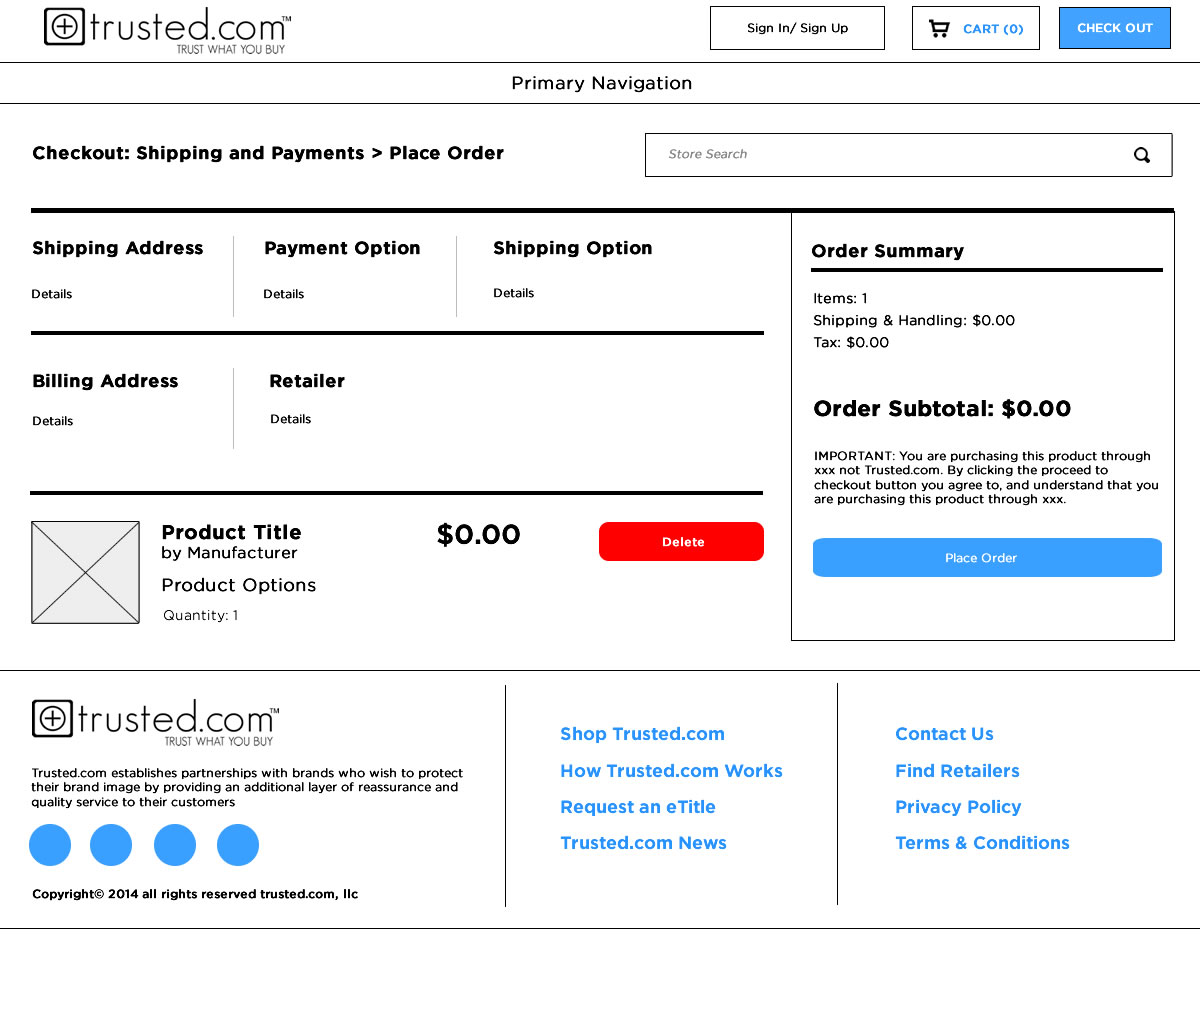 trusted.com™
TRUST WHAT YOU BUY
Sign In/ Sign Up
CART (0)
CHECK OUT
Primary Navigation
Checkout: Shipping and Payments > Place Order
Store Search
Shipping Address
Details
Payment Option
Details
Shipping Option
Details
Billing Address
Details
Retailer
Details
Product Title
by Manufacturer
Product Options
Quantity: 1
$0.00
Delete
Order Summary
Items: 1
Shipping & Handling: $0.00
Tax: $0.00
Order Subtotal: $0.00
IMPORTANT: You are purchasing this product through
xxx not Trusted.com. By clicking the proceed to
checkout button you agree to, and understand that you
are purchasing this product through xxx.
Place Order
trusted.com™
TRUST WHAT YOU BUY
Trusted.com establishes partnerships with brands who wish to protect
their brand image by providing an additional layer of reassurance and
quality service to their customers
Copyright© 2014 all rights reserved trusted.com, llc
Shop Trusted.com
How Trusted.com Works
Request an eTitle
Trusted.com News
Contact Us
Find Retailers
Privacy Policy
Terms & Conditions